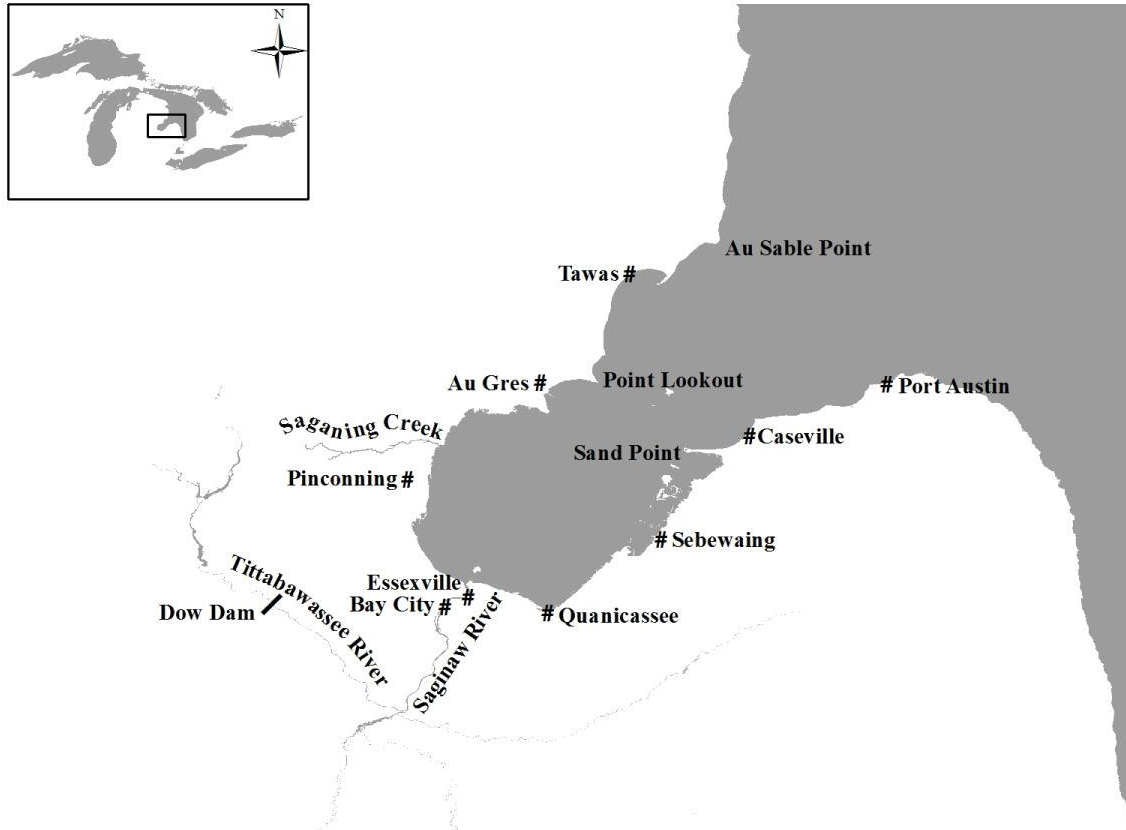 N
Au Sable Point
Tawas #
Au Gres #
Point Lookout
# Port Austin
Saganing Creek
# Caseville
Sand Point
Pinconning #
# Sebewaing
Tittabawassee River
Essexville #
Bay City #
Dow Dam
Saginaw River
# Quanicassee